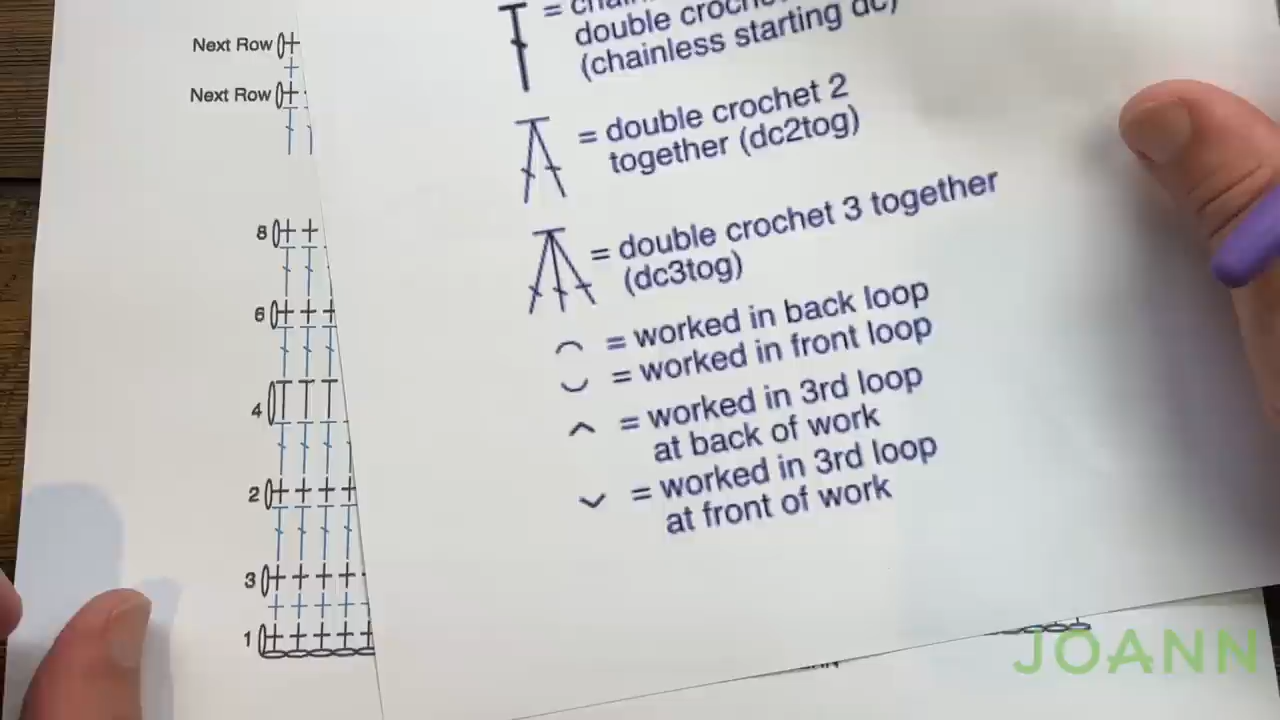 Next Row
Next Row
8
6
4
2
3
1
=
double
(chainless starting dc)
= double crochet 2
together (dc2tog)
= double crochet 3 together
(dc3tog)
= worked in back loop
= worked in front loop
= worked in 3rd loop
at back of work
= worked in 3rd loop
at front of work
JOANN